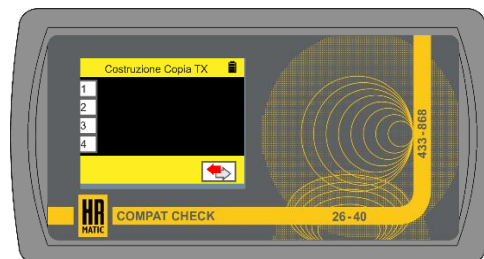 Costruzione Copia TX
1
2
3
4
433-868
HR
MATIC
COMPAT CHECK
26-40